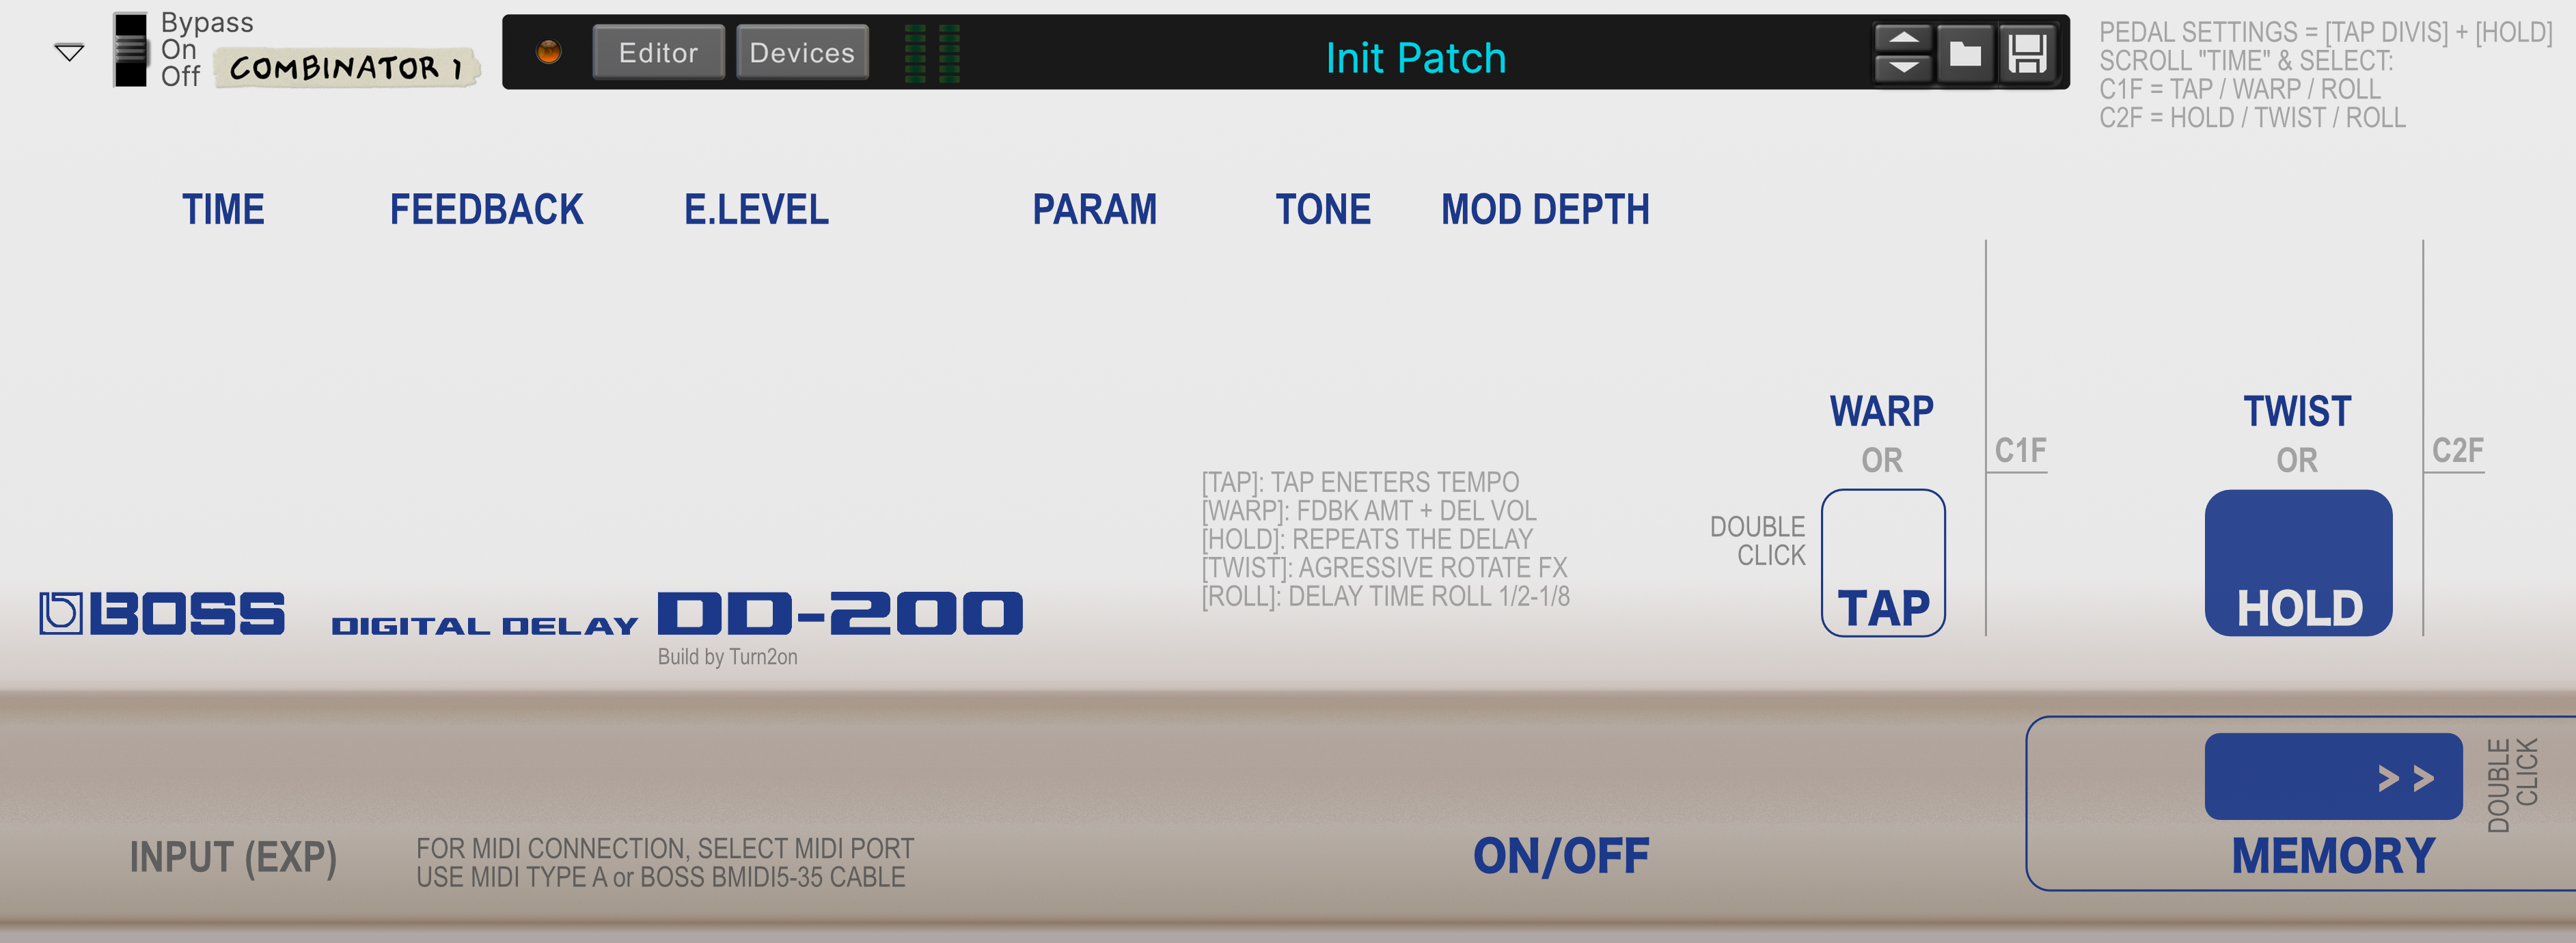 Bypass
On
Off
COMBINATOR 1
Editor
Devices
Init Patch
PEDAL SETTINGS = [TAP DIVIS] + [HOLD]
SCROLL "TIME" & SELECT:
C1F = TAP / WARP / ROLL
C2F = HOLD / TWIST / ROLL
TIME
FEEDBACK
E.LEVEL
PARAM
TONE
MOD DEPTH
WARP
OR
C1F
TWIST
OR
C2F
[TAP]: TAP ENETERS TEMPO
[WARP]: FDBK AMT + DEL VOL
[HOLD]: REPEATS THE DELAY
[TWIST]: AGRESSIVE ROTATE FX
[ROLL]: DELAY TIME ROLL 1/2-1/8
DOUBLE
CLICK
TAP
HOLD
BOSS
DIGITAL DELAY DD-200
Build by Turn2on
>>
DOUBLE
CLICK
INPUT (EXP)
FOR MIDI CONNECTION, SELECT MIDI PORT
USE MIDI TYPE A or BOSS BMIDI5-35 CABLE
ON/OFF
MEMORY